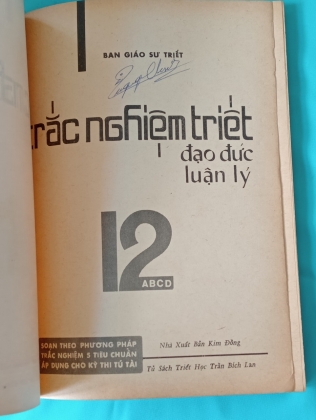 BAN GIÁO SƯ TRIẾT
trắc nghiệm triết
đạo đức
luận lý
12
ABCD
SOẠN THEO PHƯƠNG PHÁP
TRẮC NGHIỆM 5 TIÊU CHUẨN
ÁP DỤNG CHO KỲ THI TÚ TÀI
Nhà Xuất Bản Kim Đồng
Tủ Sách Triết Học Trần Bích Lan